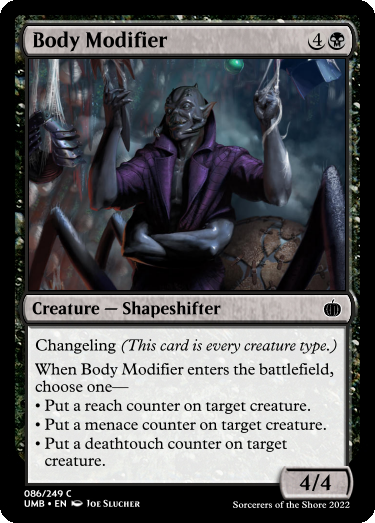 Body Modifier 4
Creature — Shapeshifter
Changeling (This card is every creature type.)
When Body Modifier enters the battlefield,
choose one—
• Put a reach counter on target creature.
• Put a menace counter on target creature.
• Put a deathtouch counter on target
creature.
4/4
086/249 C
UMB • EN Joe Slucher
Sorcerers of the Shore 2022